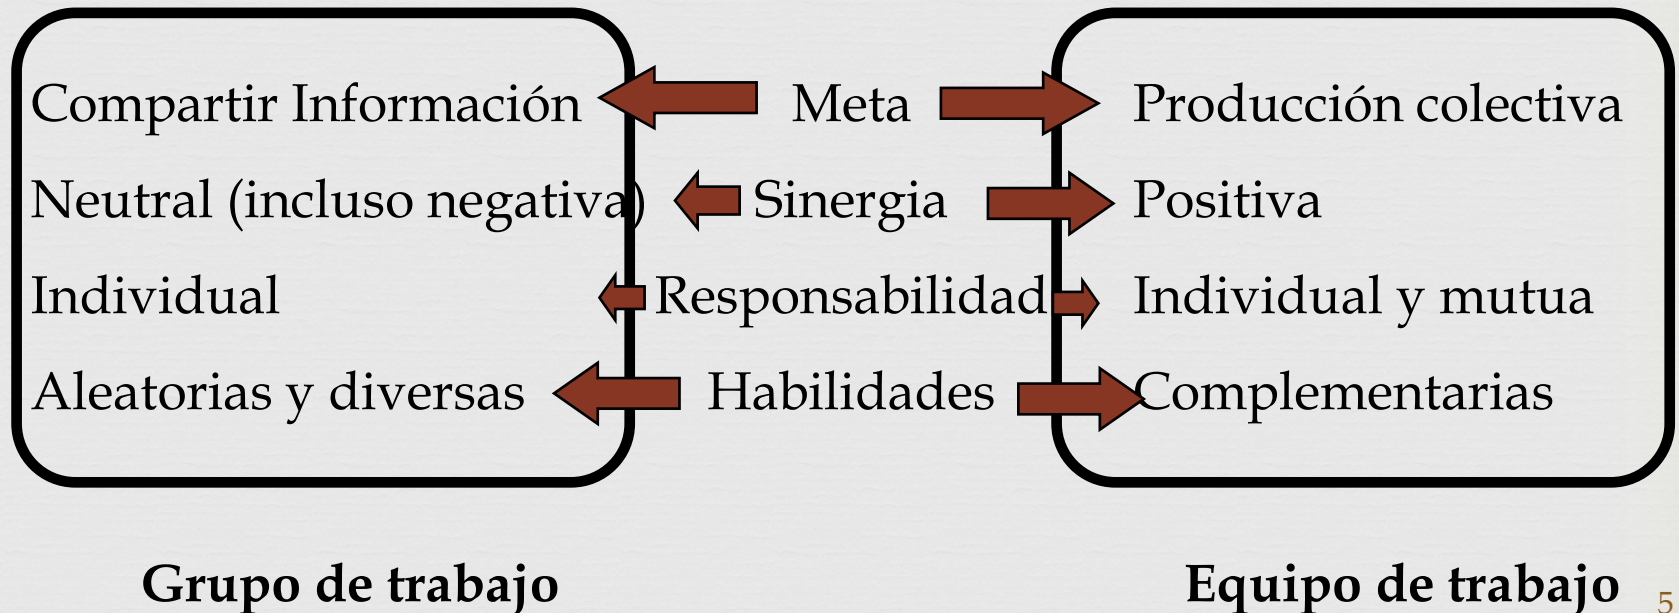 Compartir Información Meta Producción colectiva
Neutral (incluso negativa) Sinergia Positiva
Individual Responsabilidad Individual y mutua
Aleatorias y diversas Habilidades Complementarias
Grupo de trabajo Equipo de trabajo 5